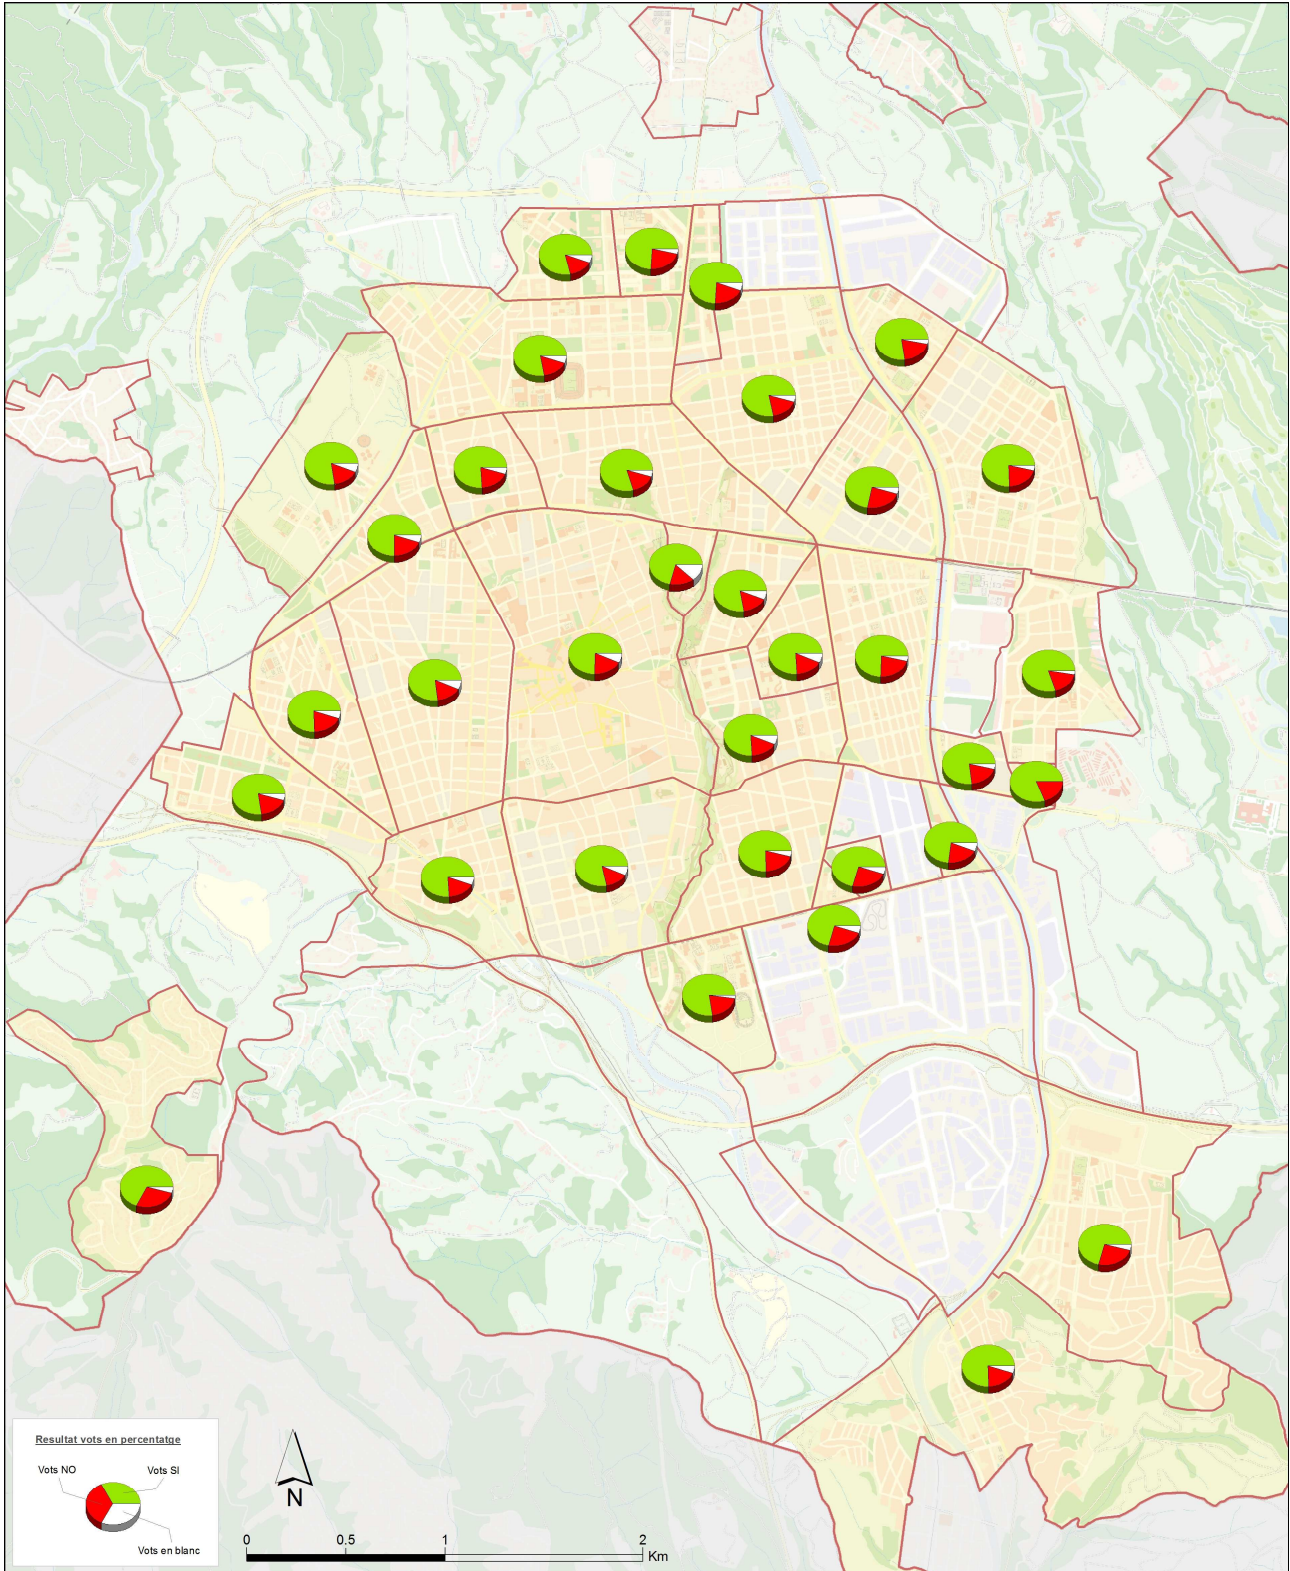 Resultat vots en percentatge
Vots NO
Vots SI
Vots en blanc
N
0 0.5 1 2
Km